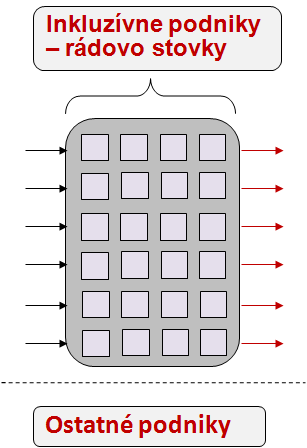 Inkluzívne podniky
– rádovo stovky
Ostatné podniky